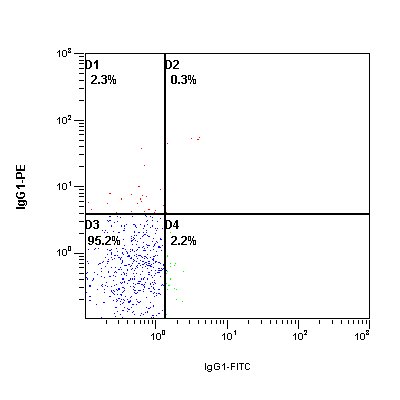 10³
D1 D2
2.3% 0.3%
10²
IgG1-PE
10¹
D3 D4
95.2% 2.2%
10⁰
10⁰ 10¹ 10² 10³
IgG1-FITC